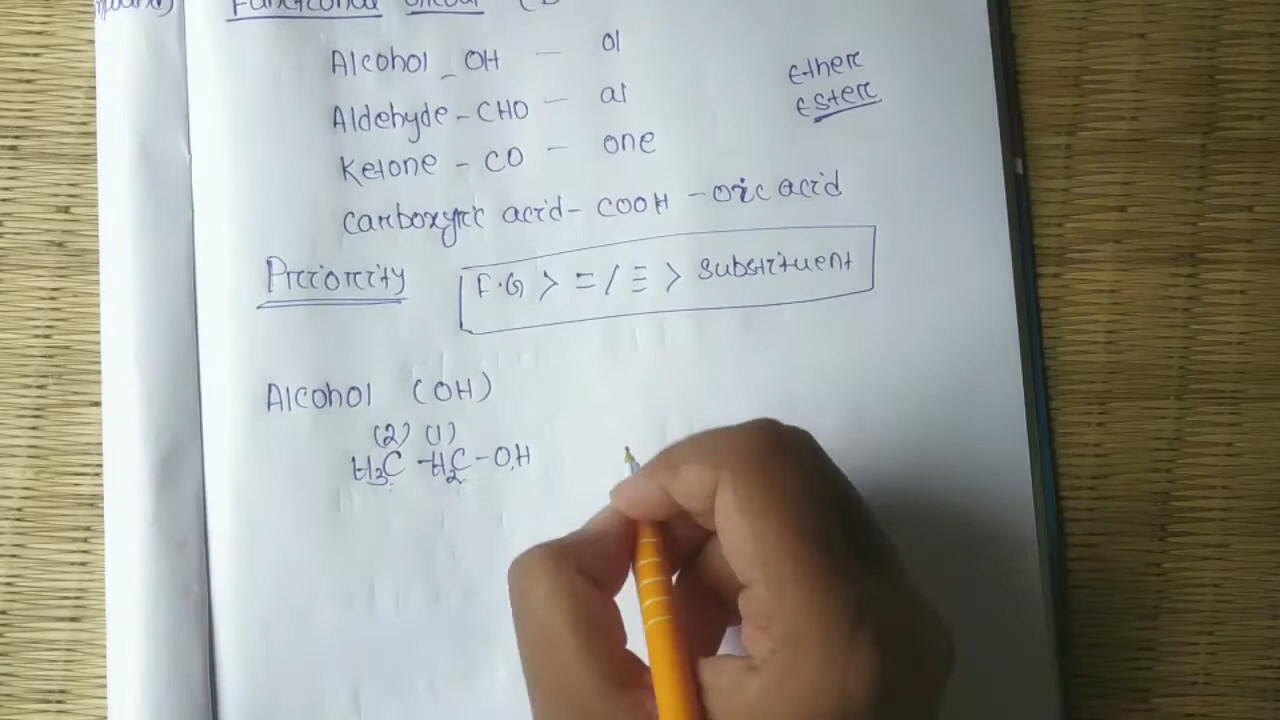 Functional Group
Alcohol - OH - ol
Aldehyde - CHO - al
Ketone - CO - one
Carboxylic acid - COOH - oic acid
ether
ester
Priority
F.G > = / ≡ > Substituent
Alcohol (OH)
(2) (1)
H3C - H2C - OH